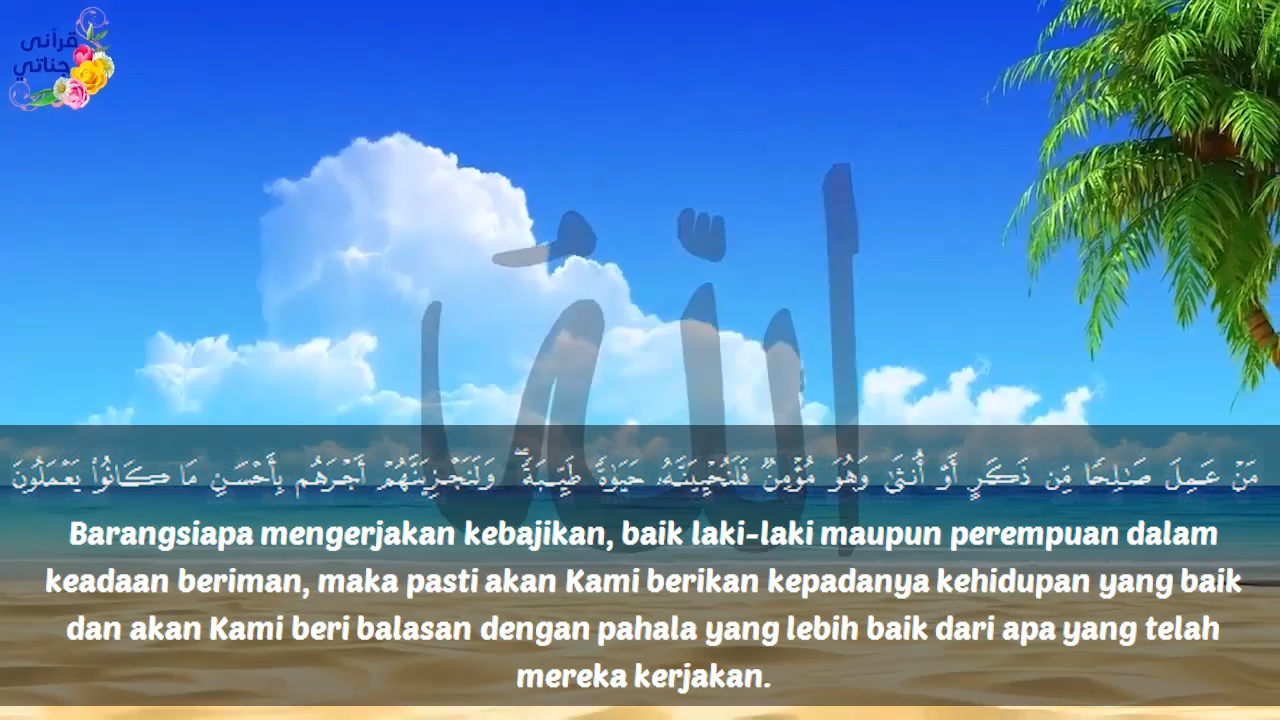 قرآنى
جناتي
الله
مَنْ عَمِلَ صَـٰلِحًا مِّن ذَكَرٍ أَوْ أُنثَىٰ وَهُوَ مُؤْمِنٌ فَلَنُحْيِيَنَّهُۥ حَيَوٰةً طَيِّبَةً ۖ وَلَنَجْزِيَنَّهُمْ أَجْرَهُم بِأَحْسَنِ مَا كَانُوا۟ يَعْمَلُونَ
Barangsiapa mengerjakan kebajikan, baik laki-laki maupun perempuan dalam
keadaan beriman, maka pasti akan Kami berikan kepadanya kehidupan yang baik
dan akan Kami beri balasan dengan pahala yang lebih baik dari apa yang telah
mereka kerjakan.